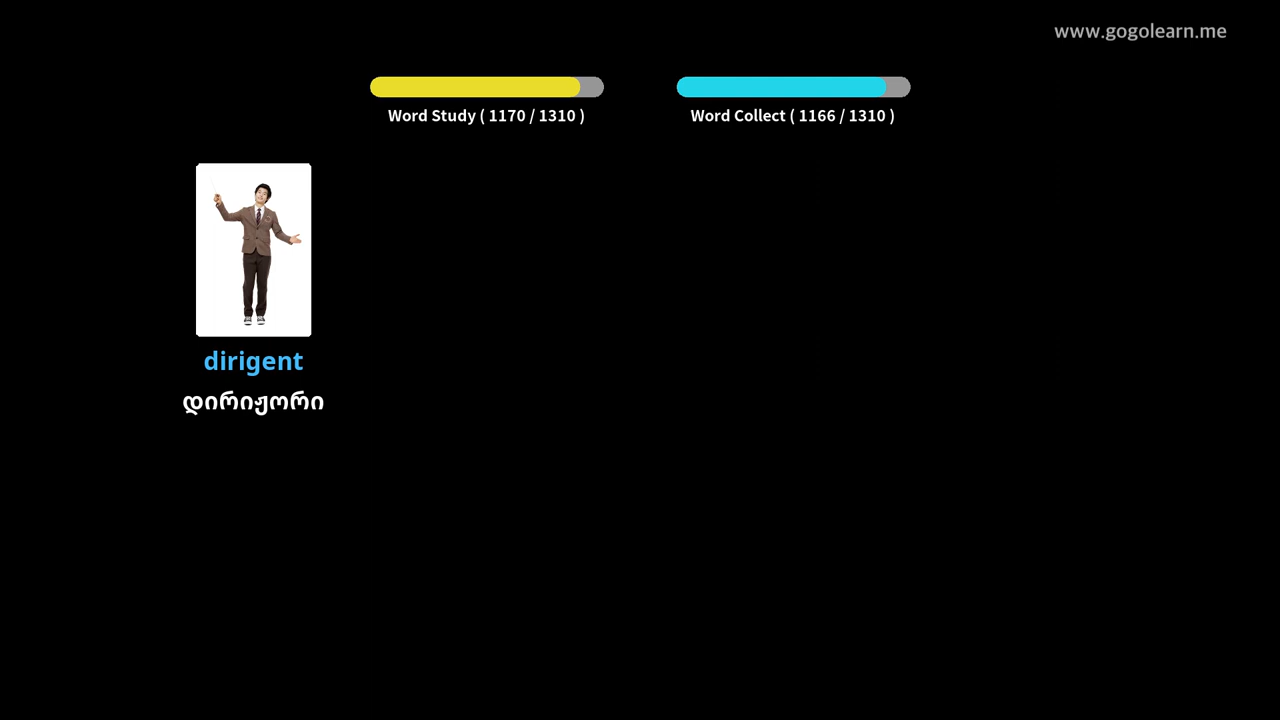 www.gogolearn.me
Word Study ( 1170 / 1310 )
Word Collect ( 1166 / 1310 )
dirigent
დირიჟორი